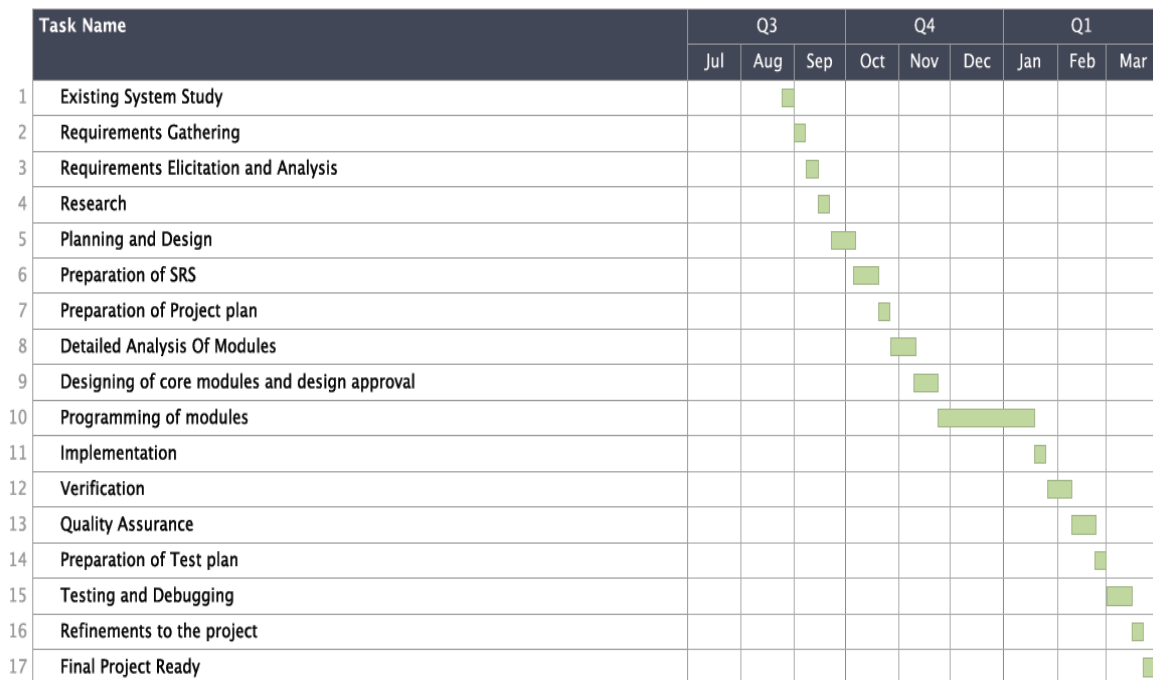 Task Name Q3 Q4 Q1
Jul Aug Sep Oct Nov Dec Jan Feb Mar
1 Existing System Study
2 Requirements Gathering
3 Requirements Elicitation and Analysis
4 Research
5 Planning and Design
6 Preparation of SRS
7 Preparation of Project plan
8 Detailed Analysis Of Modules
9 Designing of core modules and design approval
10 Programming of modules
11 Implementation
12 Verification
13 Quality Assurance
14 Preparation of Test plan
15 Testing and Debugging
16 Refinements to the project
17 Final Project Ready